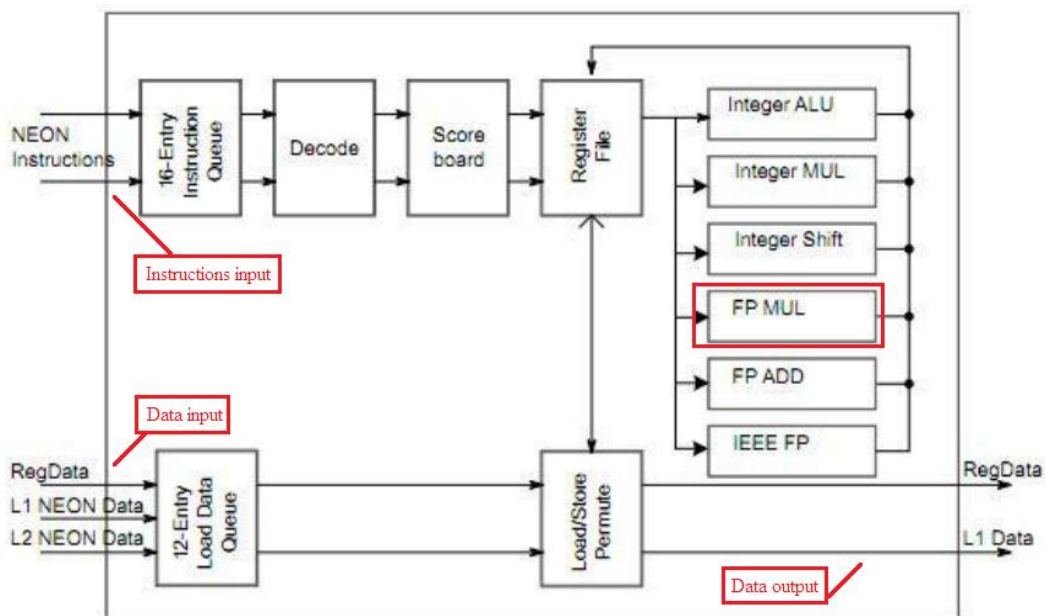 NEON
Instructions
16-Entry
Instruction
Queue
Decode
Score
board
Register
File
Integer ALU
Integer MUL
Integer Shift
FP MUL
FP ADD
IEEE FP
Instructions input
Data input
RegData
L1 NEON Data
L2 NEON Data
12-Entry
Load Data
Queue
Load/Store
Permute
RegData
L1 Data
Data output